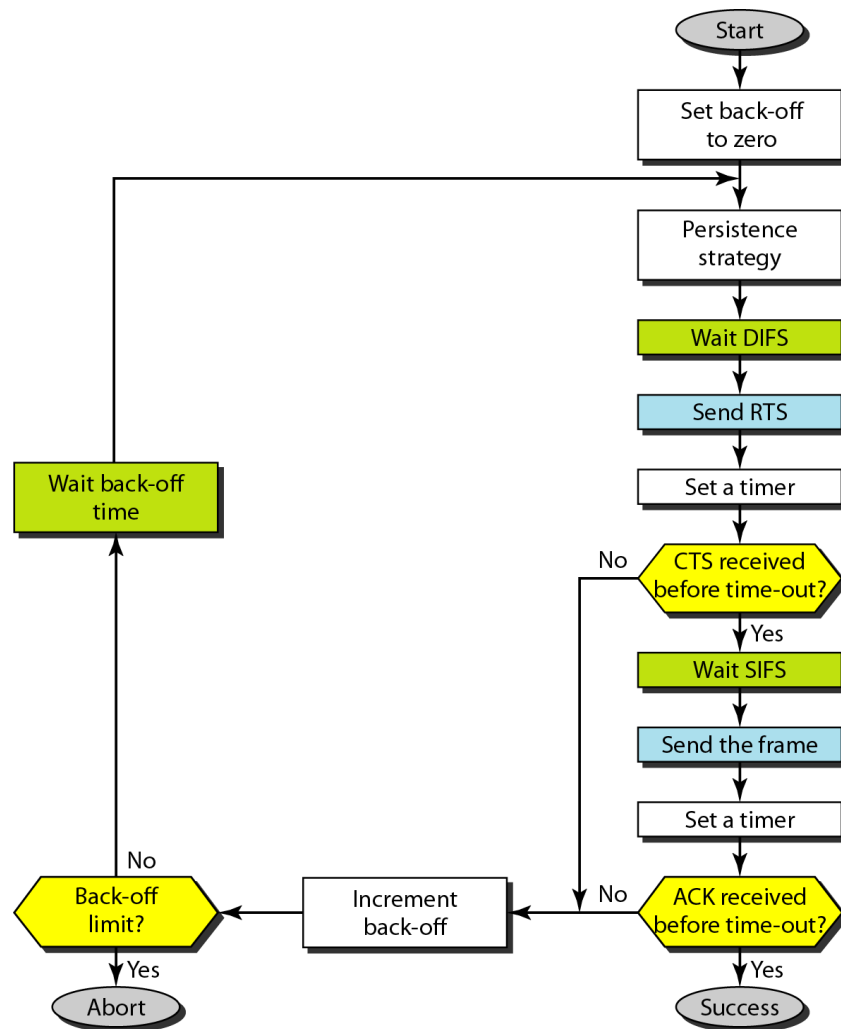 Start
Set back-off
to zero
Persistence
strategy
Wait DIFS
Send RTS
Wait back-off
time
Set a timer
No
CTS received
before time-out?
Yes
Wait SIFS
Send the frame
Set a timer
No
Back-off
limit?
Increment
back-off
No
ACK received
before time-out?
Yes
Yes
Abort
Success